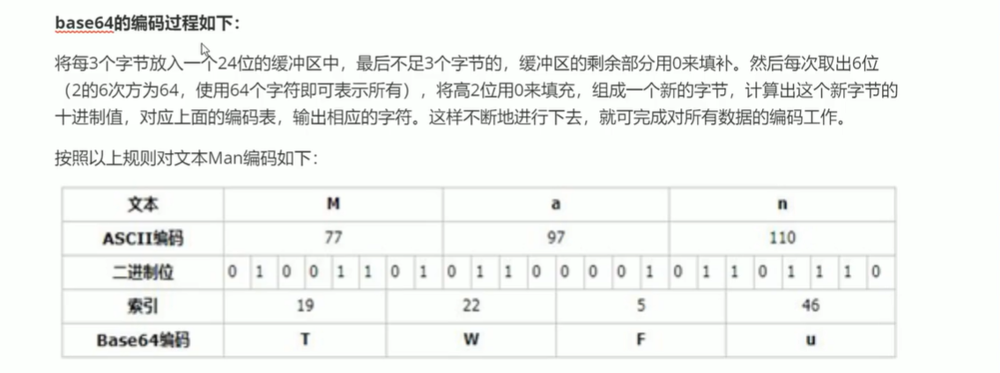 base64的编码过程如下：
将每3个字节放入一个24位的缓冲区中，最后不足3个字节的，缓冲区的剩余部分用0来填补。然后每次取出6位
（2的6次方为64，使用64个字符即可表示所有），将高2位用0来填充，组成一个新的字节，计算出这个新字节的
十进制值，对应上面的编码表，输出相应的字符。这样不断地进行下去，就可完成对所有数据的编码工作。
按照以上规则对文本Man编码如下：
文本 M a n
ASCII编码 77 97 110
二进制位 0 1 0 0 1 1 0 1 0 1 1 0 0 0 0 1 0 1 1 0 1 1 1 0
索引 19 22 5 46
Base64编码 T W F u